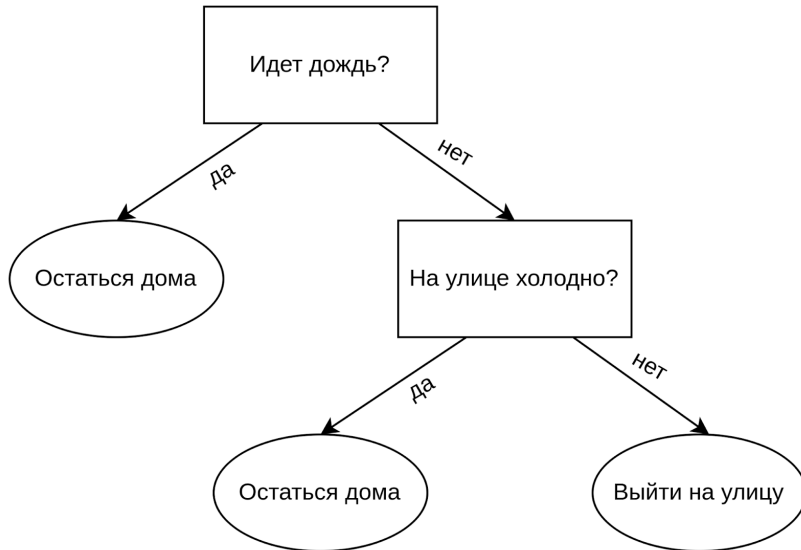 Идет дождь?
да
нет
Остаться дома
На улице холодно?
да
нет
Остаться дома
Выйти на улицу